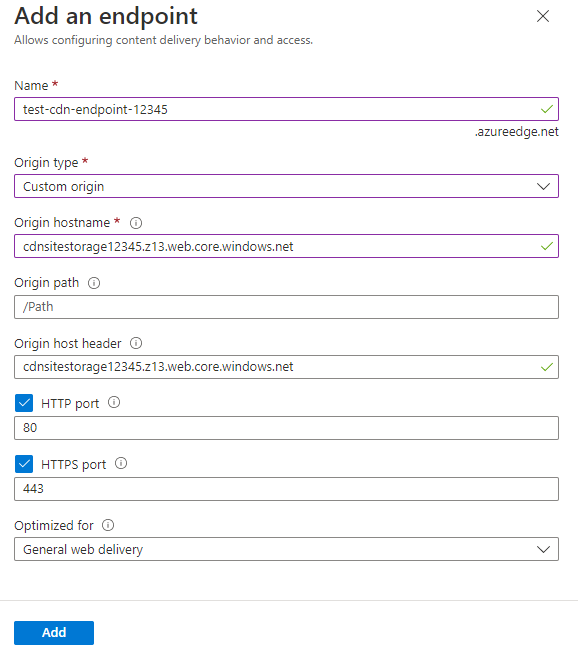 Add an endpoint
Allows configuring content delivery behavior and access.
Name *
test-cdn-endpoint-12345
.azureedge.net
Origin type *
Custom origin
Origin hostname *
cdnsitestorage12345.z13.web.core.windows.net
Origin path
/Path
Origin host header
cdnsitestorage12345.z13.web.core.windows.net
HTTP port
80
HTTPS port
443
Optimized for
General web delivery
Add